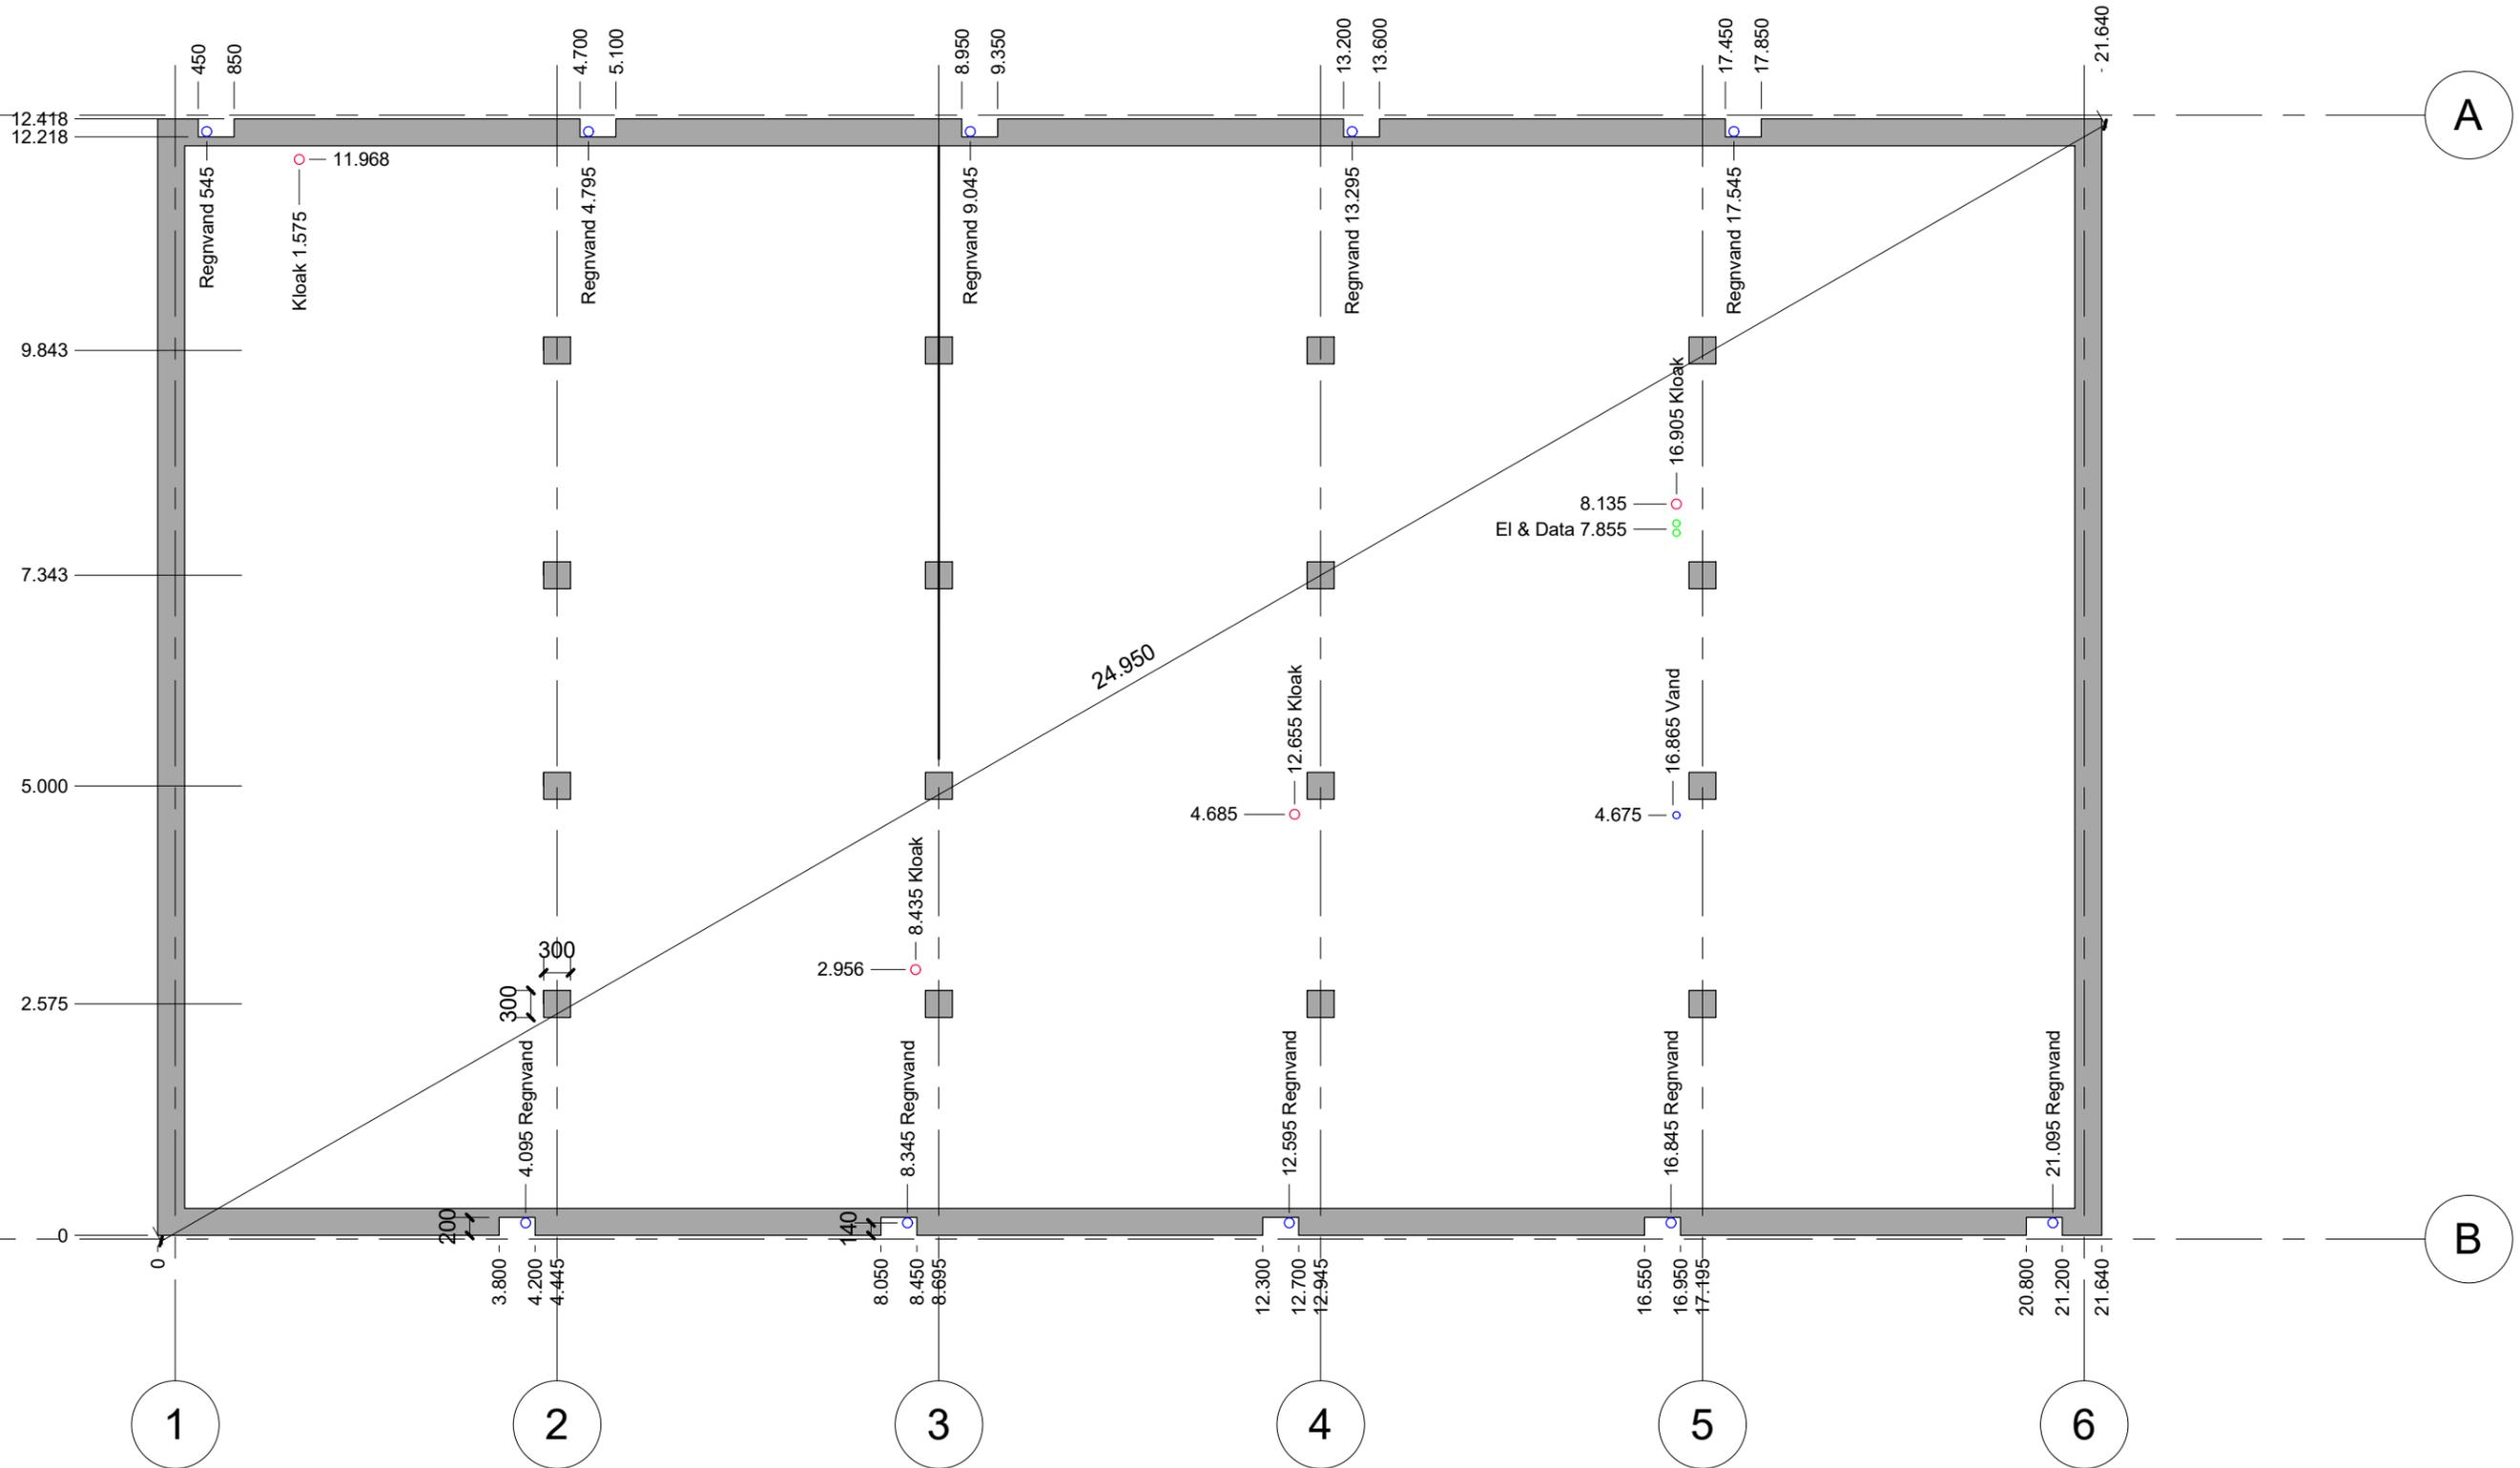 450
850
4.700
5.100
8.950
9.350
13.200
13.600
17.450
17.850
21.640
A
12.418
12.218
11.968
Regnvand 545
Kloak 1.575
Regnvand 4.795
Regnvand 9.045
Regnvand 13.295
Regnvand 17.545
9.843
16.905 Kloak
8.135
El & Data 7.855
7.343
24.950
12.655 Kloak
16.865 Vand
5.000
4.685
4.675
8.435 Kloak
2.956
300
300
2.575
4.095 Regnvand
8.345 Regnvand
12.595 Regnvand
16.845 Regnvand
21.095 Regnvand
200
140
0
B
0
3.800
4.200
4.445
8.050
8.450
8.695
12.300
12.700
12.945
16.550
16.950
17.195
20.800
21.200
21.640
1
2
3
4
5
6